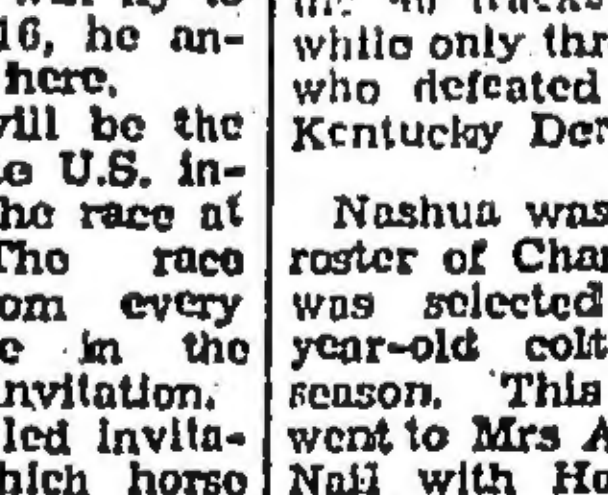 16, he an-
here.
will be the
U.S. in-
the race at
The race
om every
in the
nvitation.
led invita-
hich horse
while only thr
who defeated
Kentucky Der
Nashua was
roster of Cha
was selected
year-old colt
season. This
went to Mrs A
Nail with Ho